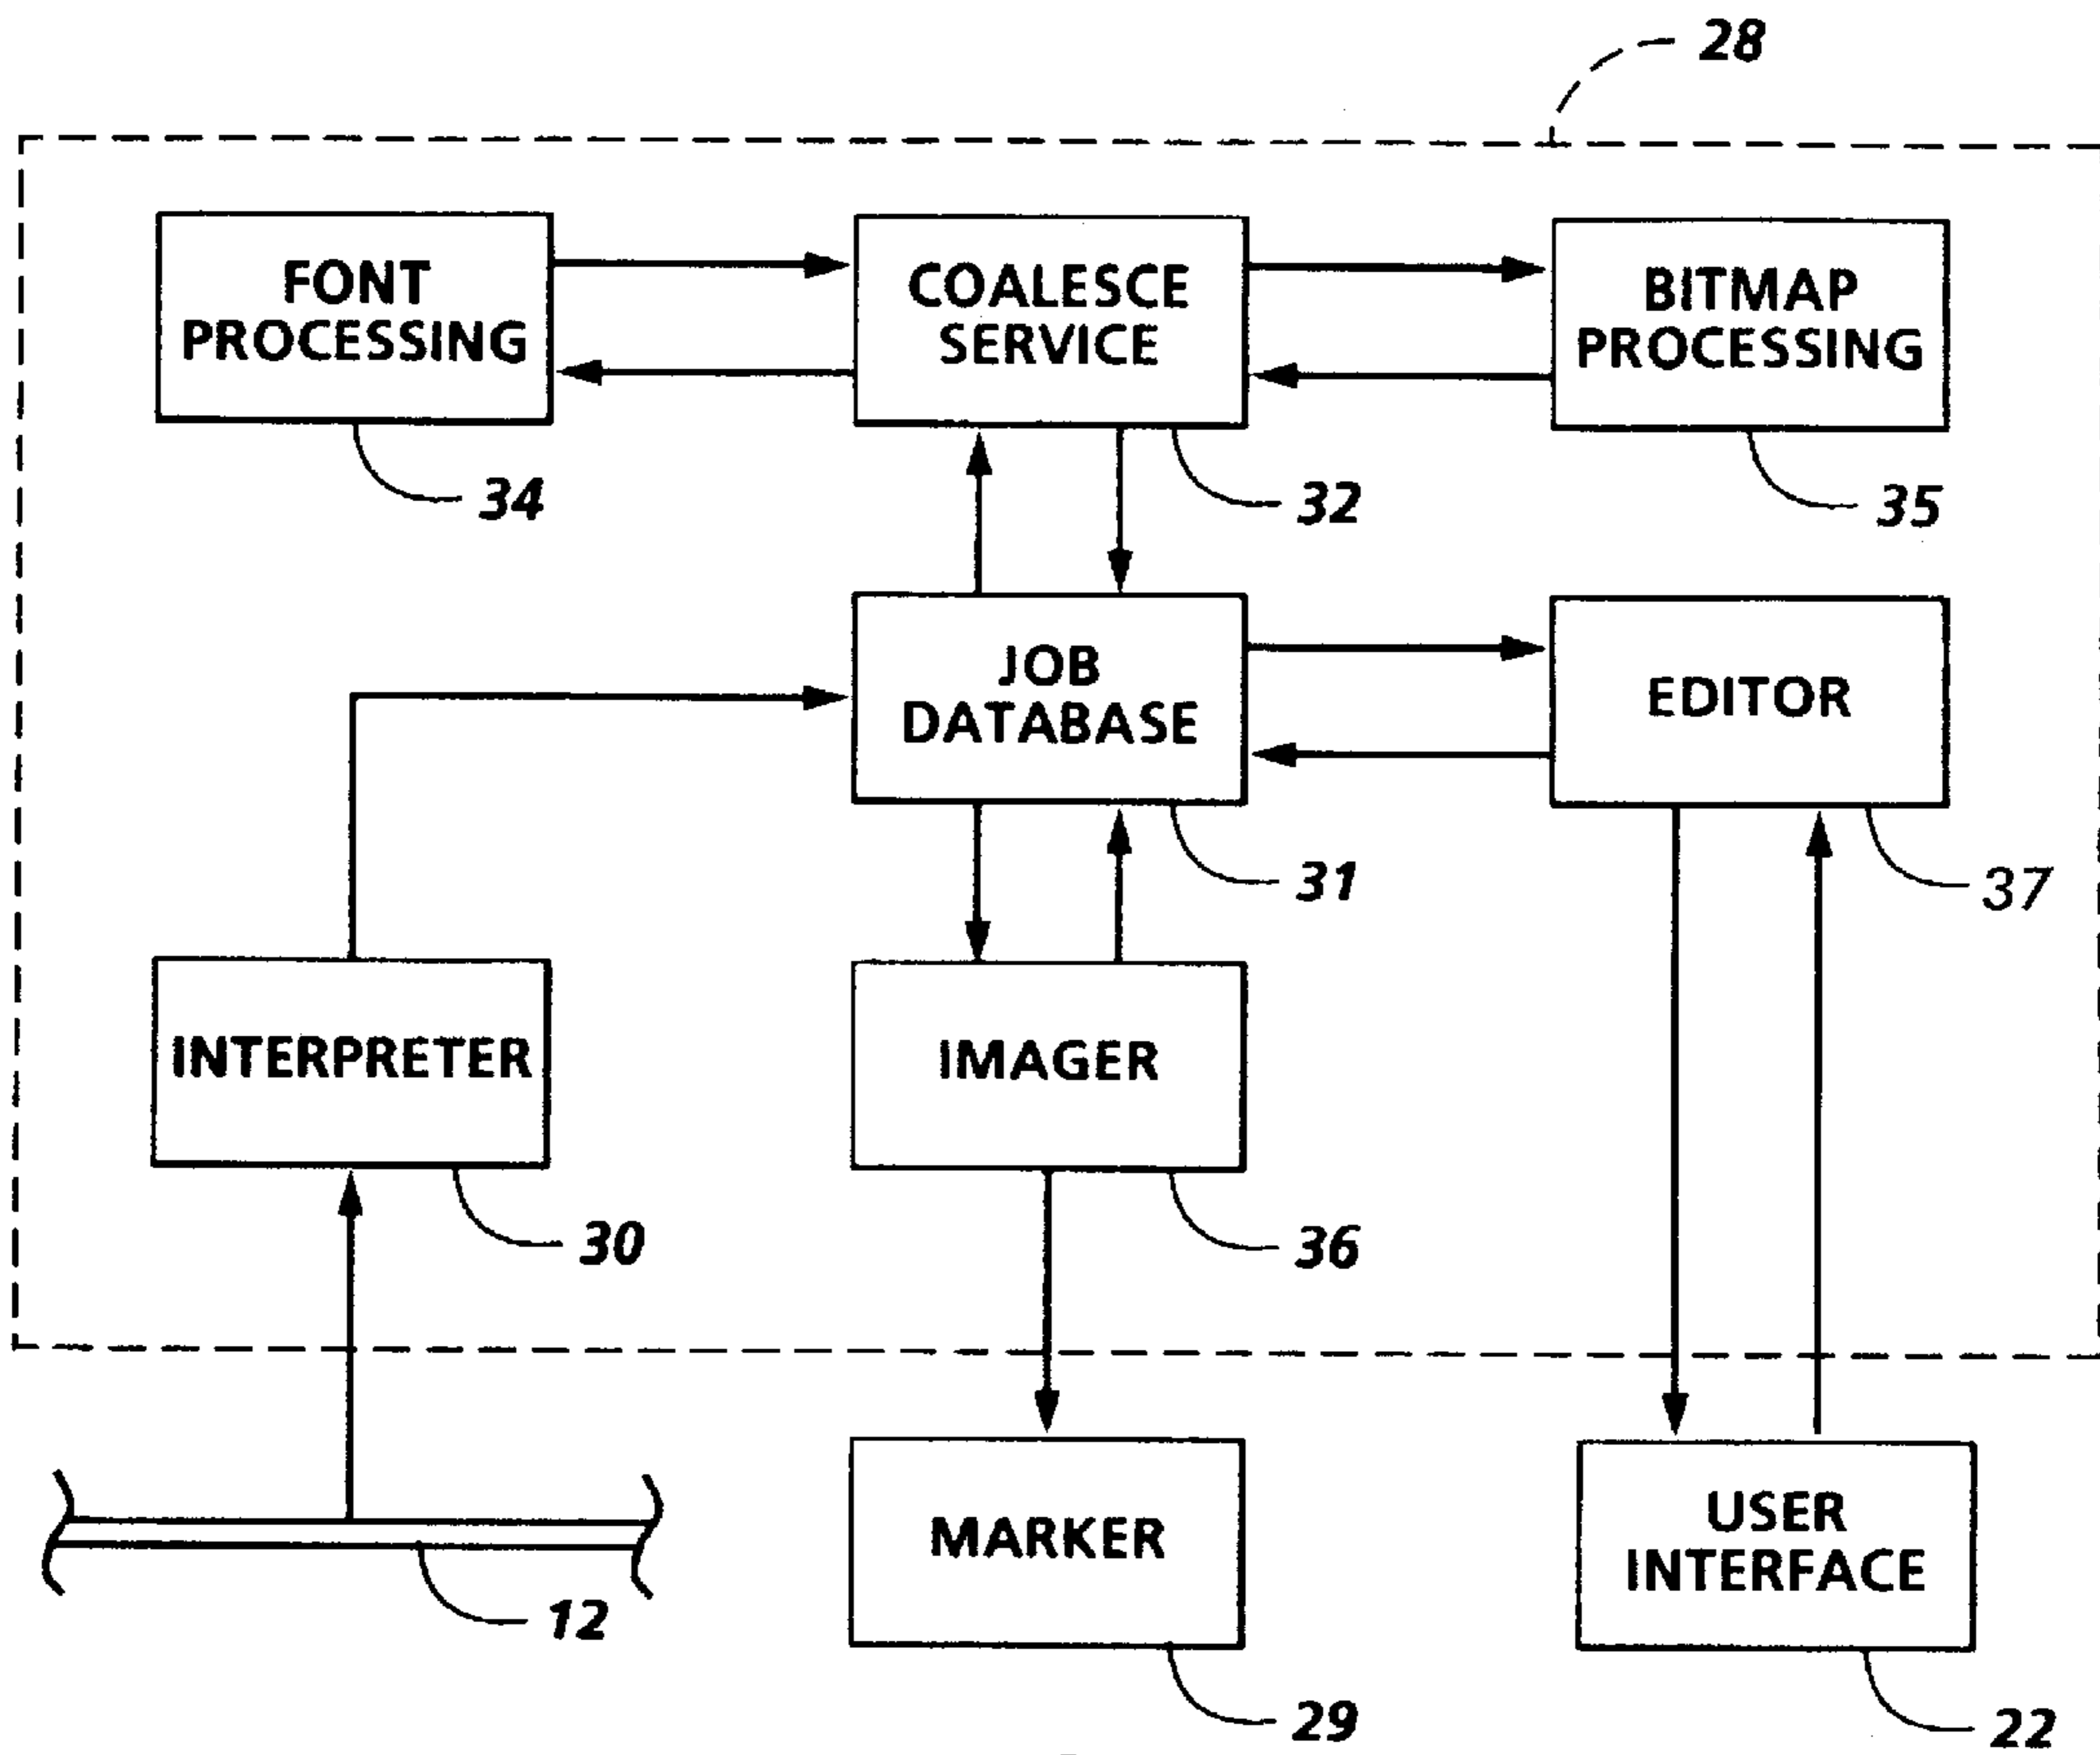 28
FONT
PROCESSING
COALESCE
SERVICE
BITMAP
PROCESSING
34
32
35
JOB
DATABASE
EDITOR
31
37
INTERPRETER
IMAGER
30
36
MARKER
USER
INTERFACE
12
29
22